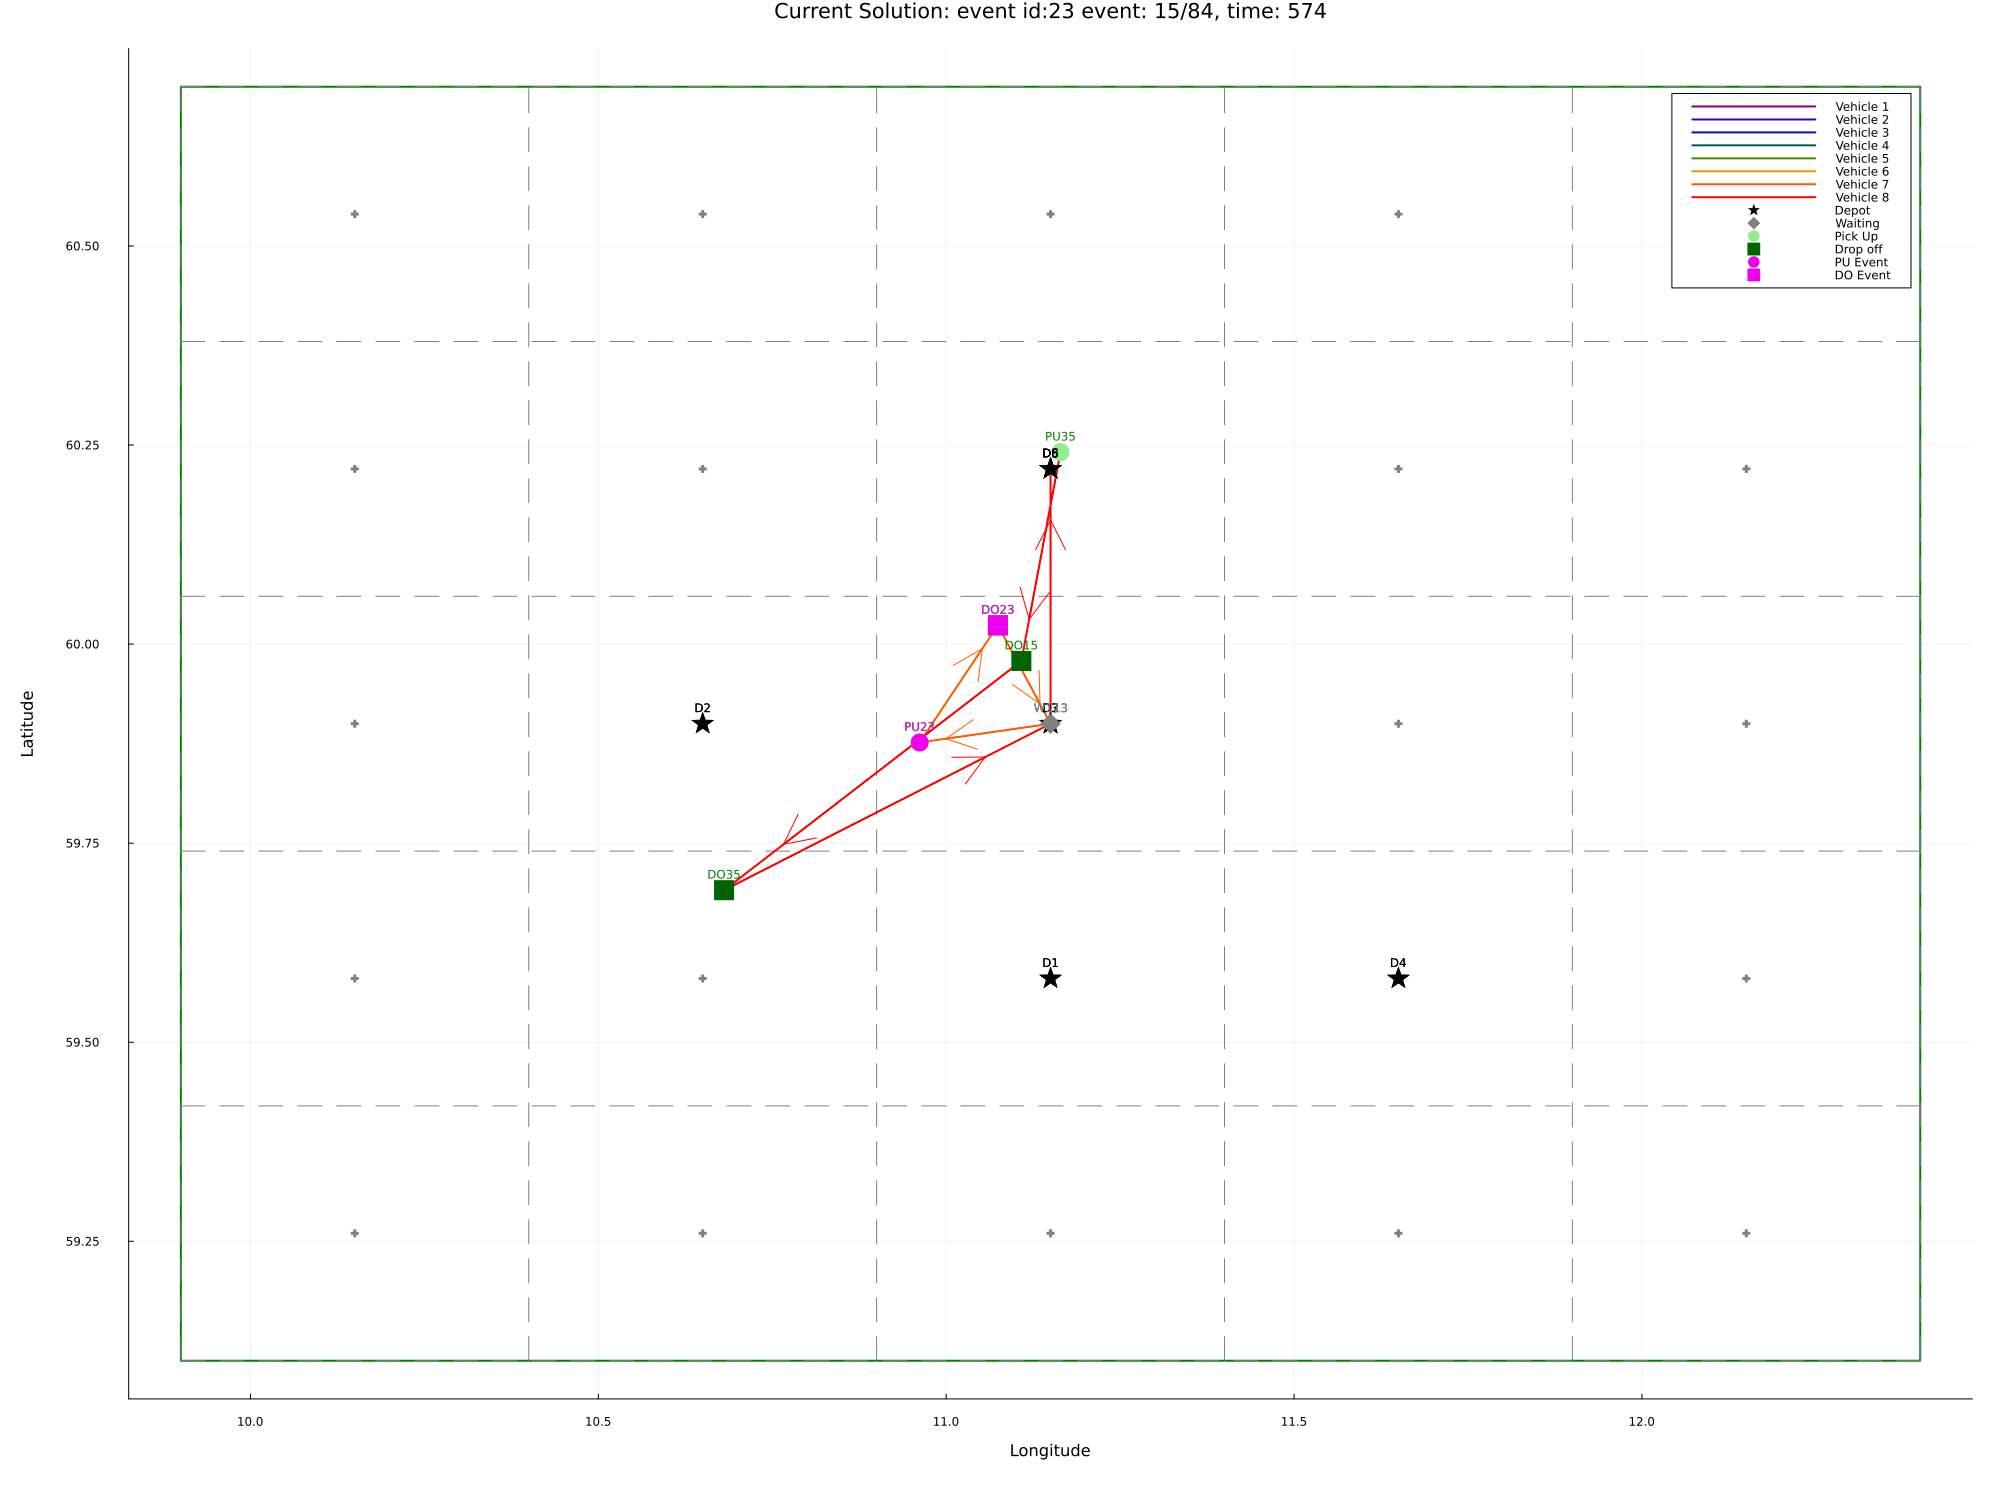 Current Solution: event id:23 event: 15/84, time: 574
Vehicle 1
Vehicle 2
Vehicle 3
Vehicle 4
Vehicle 5
Vehicle 6
Vehicle 7
Vehicle 8
Depot
Waiting
Pick Up
Drop off
PU Event
DO Event
60.50
60.25
60.00
59.75
59.50
59.25
Latitude
PU35
DO23
DO15
D2
PU23
DO35
D1
D4
10.0
10.5
11.0
11.5
12.0
Longitude